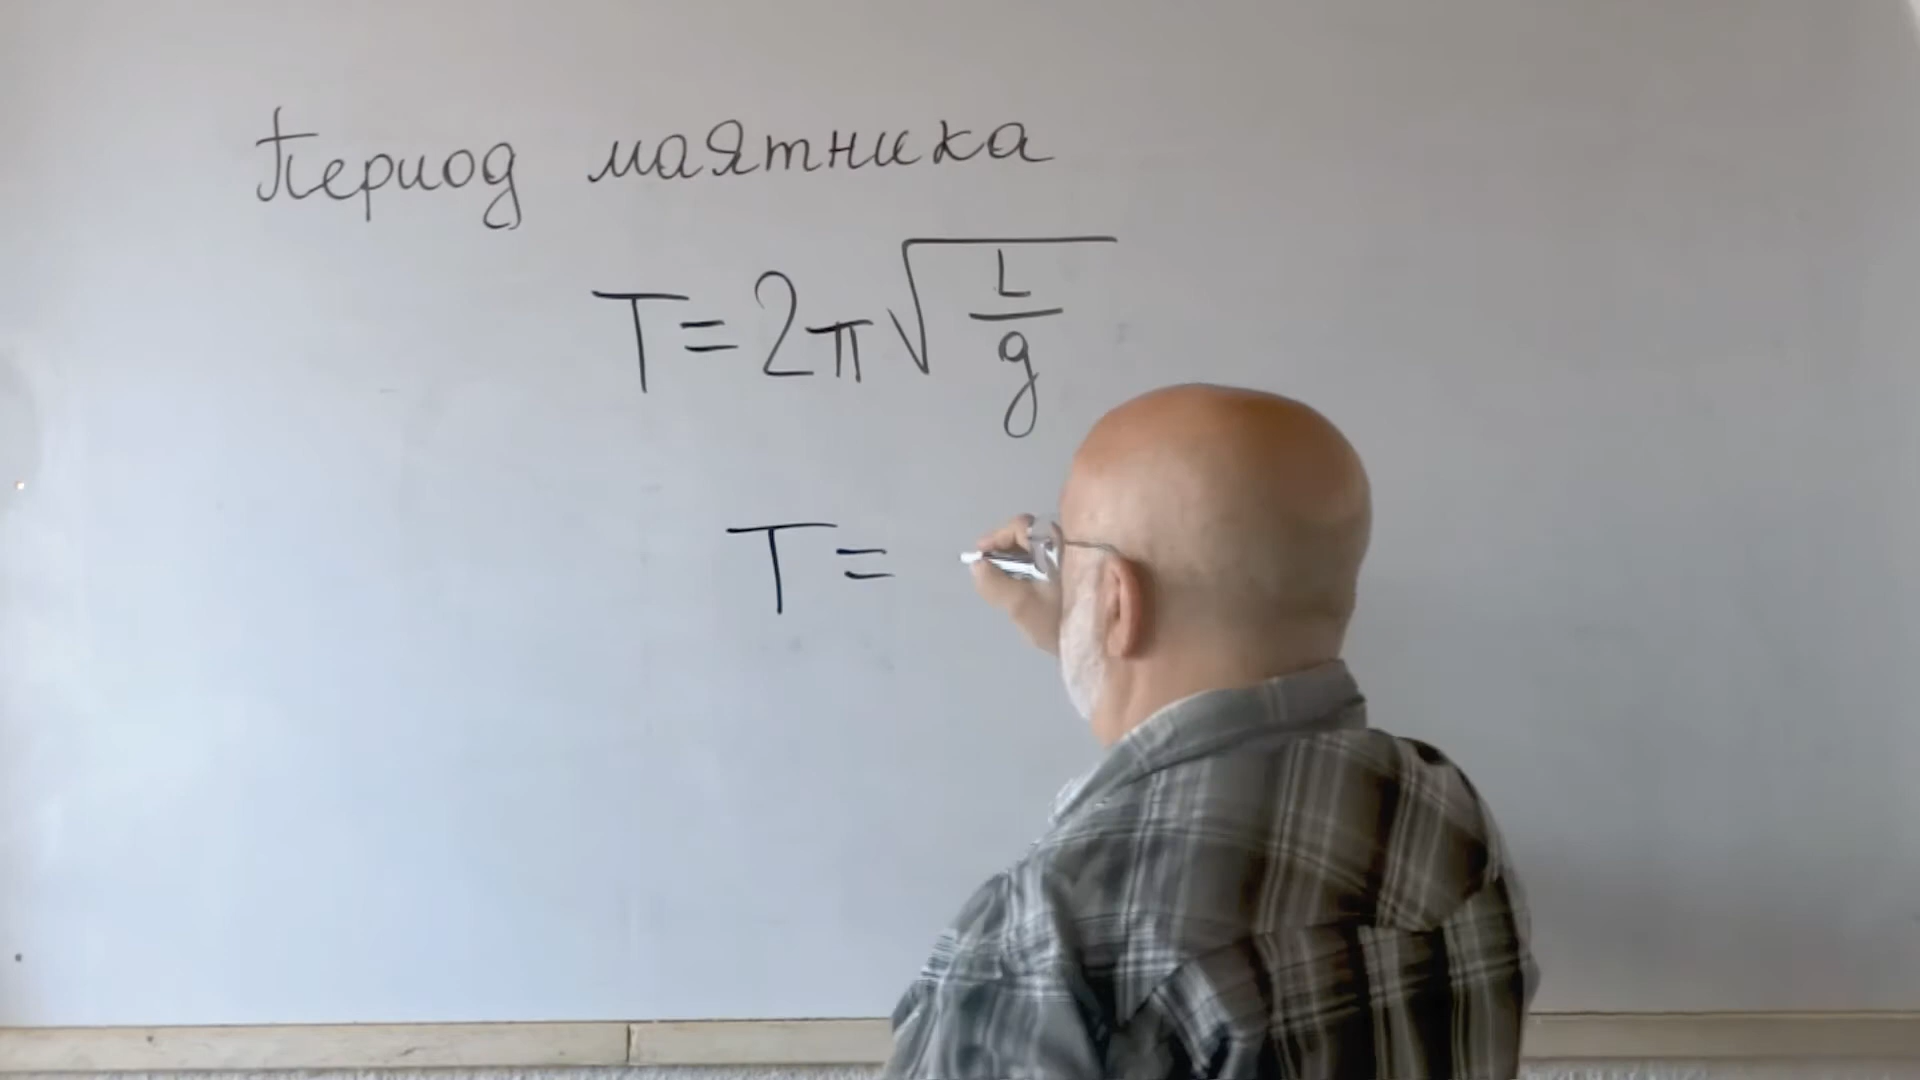 Период маятника
T = 2π√(L/g)
T =